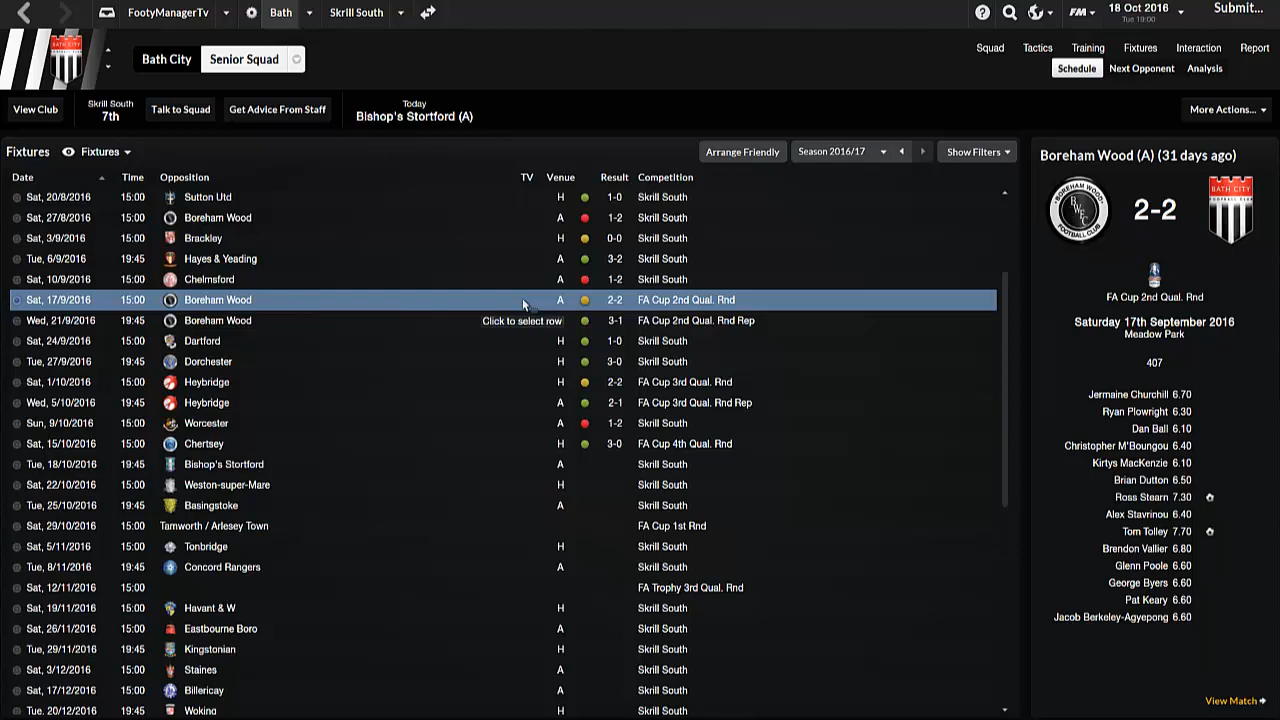 FootyManagerTv Bath Skrill South FM 18 Oct 2016 Submit...
Tue 19:00
BATH CITY
Bath City Senior Squad
Squad Tactics Training Fixtures Interaction Report
Schedule Next Opponent Analysis
View Club Skrill South 7th Talk to Squad Get Advice From Staff Today Bishop's Stortford (A) More Actions...
Fixtures Fixtures Arrange Friendly Season 2016/17 Show Filters
Date Time Opposition TV Venue Result Competition
Sat, 20/8/2016 15:00 Sutton Utd H 1-0 Skrill South
Sat, 27/8/2016 15:00 Boreham Wood A 1-2 Skrill South
Sat, 3/9/2016 15:00 Brackley H 0-0 Skrill South
Tue, 6/9/2016 19:45 Hayes & Yeading A 3-2 Skrill South
Sat, 10/9/2016 15:00 Chelmsford A 1-2 Skrill South
Sat, 17/9/2016 15:00 Boreham Wood A 2-2 FA Cup 2nd Qual. Rnd
Wed, 21/9/2016 19:45 Boreham Wood Click to select row 3-1 FA Cup 2nd Qual. Rnd Rep
Sat, 24/9/2016 15:00 Dartford H 1-0 Skrill South
Tue, 27/9/2016 19:45 Dorchester H 3-0 Skrill South
Sat, 1/10/2016 15:00 Heybridge H 2-2 FA Cup 3rd Qual. Rnd
Wed, 5/10/2016 19:45 Heybridge A 2-1 FA Cup 3rd Qual. Rnd Rep
Sun, 9/10/2016 15:00 Worcester A 1-2 Skrill South
Sat, 15/10/2016 15:00 Chertsey H 3-0 FA Cup 4th Qual. Rnd
Tue, 18/10/2016 19:45 Bishop's Stortford A Skrill South
Sat, 22/10/2016 15:00 Weston-super-Mare H Skrill South
Tue, 25/10/2016 19:45 Basingstoke A Skrill South
Sat, 29/10/2016 15:00 Tamworth / Arlesey Town FA Cup 1st Rnd
Sat, 5/11/2016 15:00 Tonbridge H Skrill South
Tue, 8/11/2016 19:45 Concord Rangers A Skrill South
Sat, 12/11/2016 15:00 FA Trophy 3rd Qual. Rnd
Sat, 19/11/2016 15:00 Havant & W H Skrill South
Sat, 26/11/2016 15:00 Eastbourne Boro A Skrill South
Tue, 29/11/2016 19:45 Kingstonian H Skrill South
Sat, 3/12/2016 15:00 Staines A Skrill South
Sat, 17/12/2016 15:00 Billericay A Skrill South
Tue, 20/12/2016 19:45 Woking H Skrill South
Boreham Wood (A) (31 days ago)
BOREHAM WOOD FOOTBALL CLUB 2-2 BATH CITY
FA Cup 2nd Qual. Rnd
Saturday 17th September 2016
Meadow Park
407
Jermaine Churchill 6.70
Ryan Plowright 6.30
Dan Ball 6.10
Christopher M'Boungou 6.40
Kirtys MacKenzie 6.10
Brian Dutton 6.50
Ross Stearn 7.30
Alex Stavrinou 6.40
Tom Tolley 7.70
Brendon Vallier 6.80
Glenn Poole 6.60
George Byers 6.60
Pat Keary 6.60
Jacob Berkeley-Agyepong 6.60
View Match